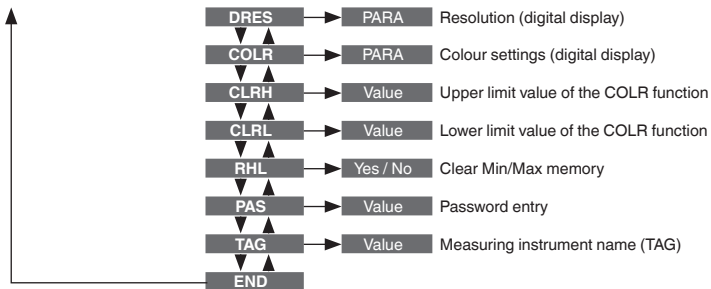 DRES PARA Resolution (digital display)
COLR PARA Colour settings (digital display)
CLRH Value Upper limit value of the COLR function
CLRL Value Lower limit value of the COLR function
RHL Yes / No Clear Min/Max memory
PAS Value Password entry
TAG Value Measuring instrument name (TAG)
END